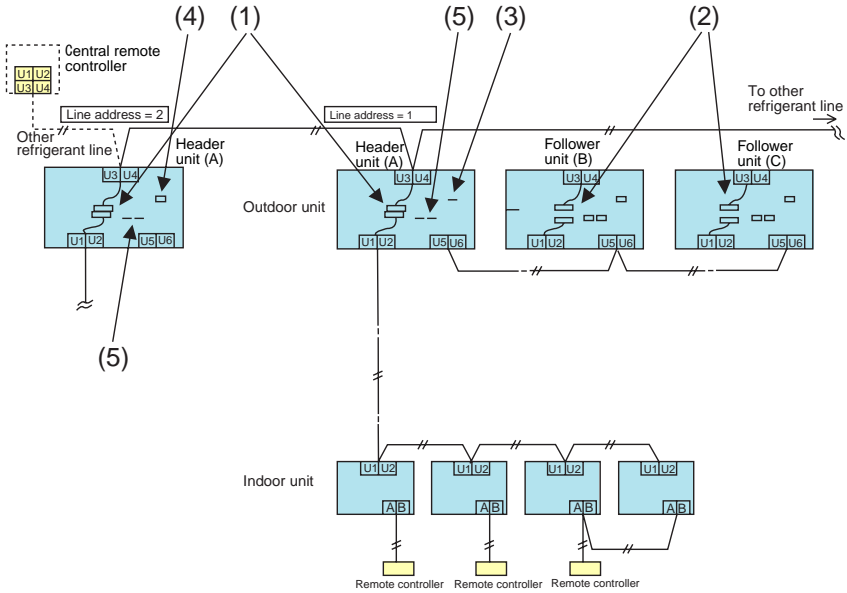 (4) (1) (5) (3) (2)
Central remote
controller
U1 U2
U3 U4
To other
refrigerant line
Line address = 2
Line address = 1
Other
refrigerant line
Header
unit (A)
Header
unit (A)
Follower
unit (B)
Follower
unit (C)
U3 U4
U3 U4
U3 U4
U3 U4
Outdoor unit
U1 U2 U5 U6
U1 U2 U5 U6
U1 U2 U5 U6
U1 U2 U5 U6
(5)
Indoor unit
U1 U2
U1 U2
U1 U2
U1 U2
A B
A B
A B
A B
Remote controller
Remote controller
Remote controller